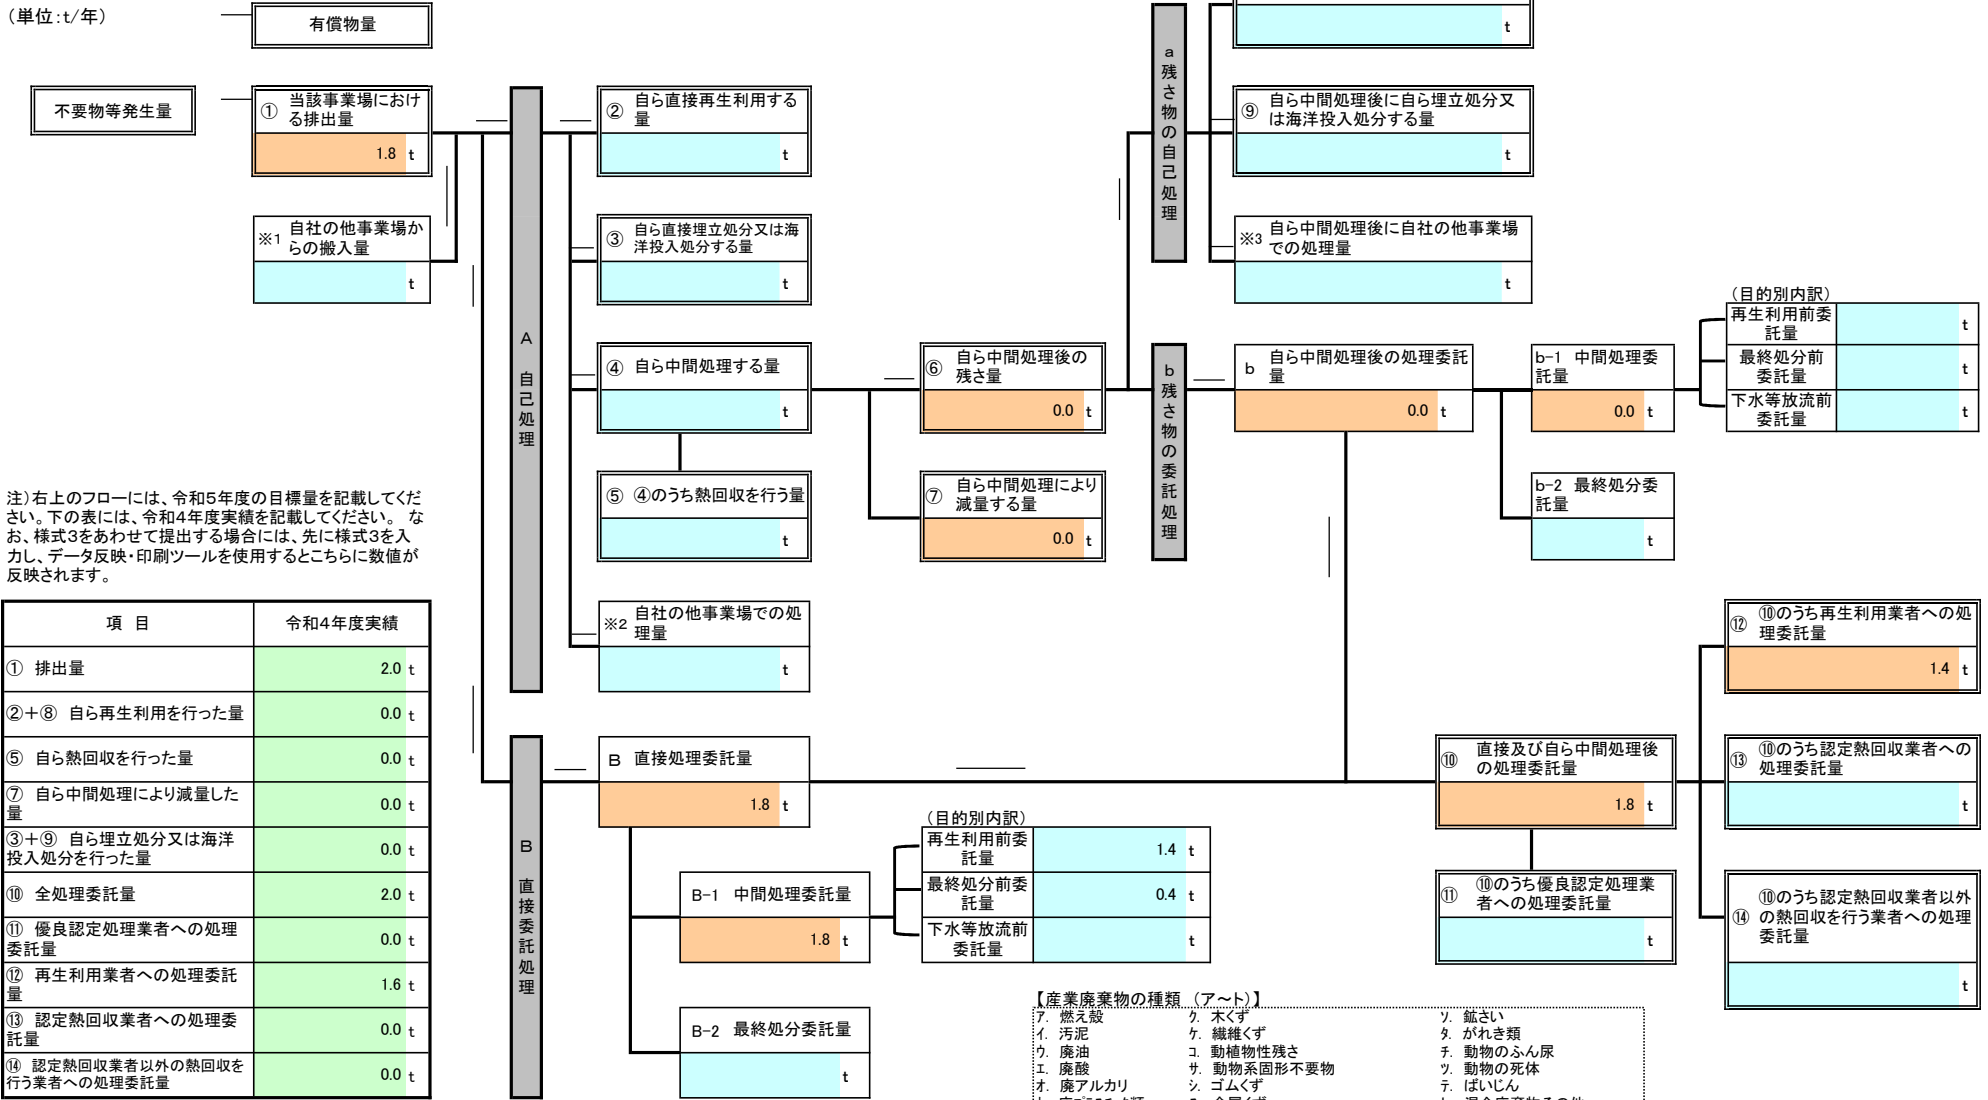 （単位：t/年）
有償物量
t
不要物等発生量
① 当該事業場におけ
る排出量
1.8 t
※1 自社の他事業場か
らの搬入量
t
A 自己処理
② 自ら直接再生利用する
量
t
③ 自ら直接埋立処分又は海
洋投入処分する量
t
④ 自ら中間処理する量
t
⑤ ④のうち熱回収を行う量
t
※2 自社の他事業場での処
理量
t
⑥ 自ら中間処理後の
残さ量
0.0 t
⑦ 自ら中間処理により
減量する量
0.0 t
a 残さ物の自己処理
⑨ 自ら中間処理後に自ら埋立処分又
は海洋投入処分する量
t
※3 自ら中間処理後に自社の他事業場
での処理量
t
b 残さ物の委託処理
b 自ら中間処理後の処理委託
量
0.0 t
b-1 中間処理委
託量
0.0 t
b-2 最終処分委
託量
t
（目的別内訳）
再生利用前委
託量
t
最終処分前
委託量
t
下水等放流前
委託量
t
注）右上のフローには、令和5年度の目標量を記載してくだ
さい。下の表には、令和4年度実績を記載してください。 な
お、様式3をあわせて提出する場合には、先に様式3を入
力し、データ反映・印刷ツールを使用するとこちらに数値が
反映されます。
項 目 令和4年度実績
① 排出量 2.0 t
②＋⑧ 自ら再生利用を行った量 0.0 t
⑤ 自ら熱回収を行った量 0.0 t
⑦ 自ら中間処理により減量した
量 0.0 t
③＋⑨ 自ら埋立処分又は海洋
投入処分を行った量 0.0 t
⑩ 全処理委託量 2.0 t
⑪ 優良認定処理業者への処理
委託量 0.0 t
⑫ 再生利用業者への処理委託
量 1.6 t
⑬ 認定熱回収業者への処理委
託量 0.0 t
⑭ 認定熱回収業者以外の熱回収を
行う業者への処理委託量 0.0 t
B 直接委託処理
B 直接処理委託量
1.8 t
B-1 中間処理委託量
1.8 t
B-2 最終処分委託量
t
（目的別内訳）
再生利用前委
託量
1.4 t
最終処分前委
託量
0.4 t
下水等放流前
委託量
t
⑩ 直接及び自ら中間処理後
の処理委託量
1.8 t
⑪ ⑩のうち優良認定処理業
者への処理委託量
t
⑫ ⑩のうち再生利用業者への処
理委託量
1.4 t
⑬ ⑩のうち認定熱回収業者への
処理委託量
t
⑭ ⑩のうち認定熱回収業者以外
の熱回収を行う業者への処理
委託量
t
【産業廃棄物の種類 （ア～ト）】
ア. 燃え殻 ク. 木くず ソ. 鉱さい
イ. 汚泥 ケ. 繊維くず タ. がれき類
ウ. 廃油 コ. 動植物性残さ チ. 動物のふん尿
エ. 廃酸 サ. 動物系固形不要物 ツ. 動物の死体
オ. 廃アルカリ シ. ゴムくず テ. ばいじん